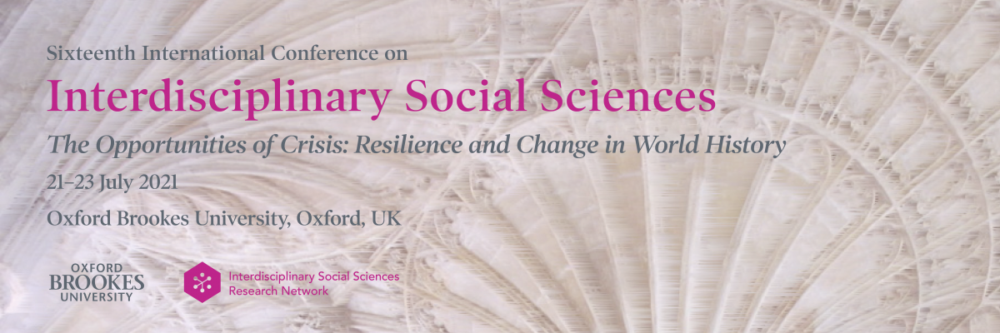 Sixteenth International Conference on
Interdisciplinary Social Sciences
The Opportunities of Crisis: Resilience and Change in World History
21–23 July 2021
Oxford Brookes University, Oxford, UK
OXFORD
BROOKES
UNIVERSITY
Interdisciplinary Social Sciences
Research Network